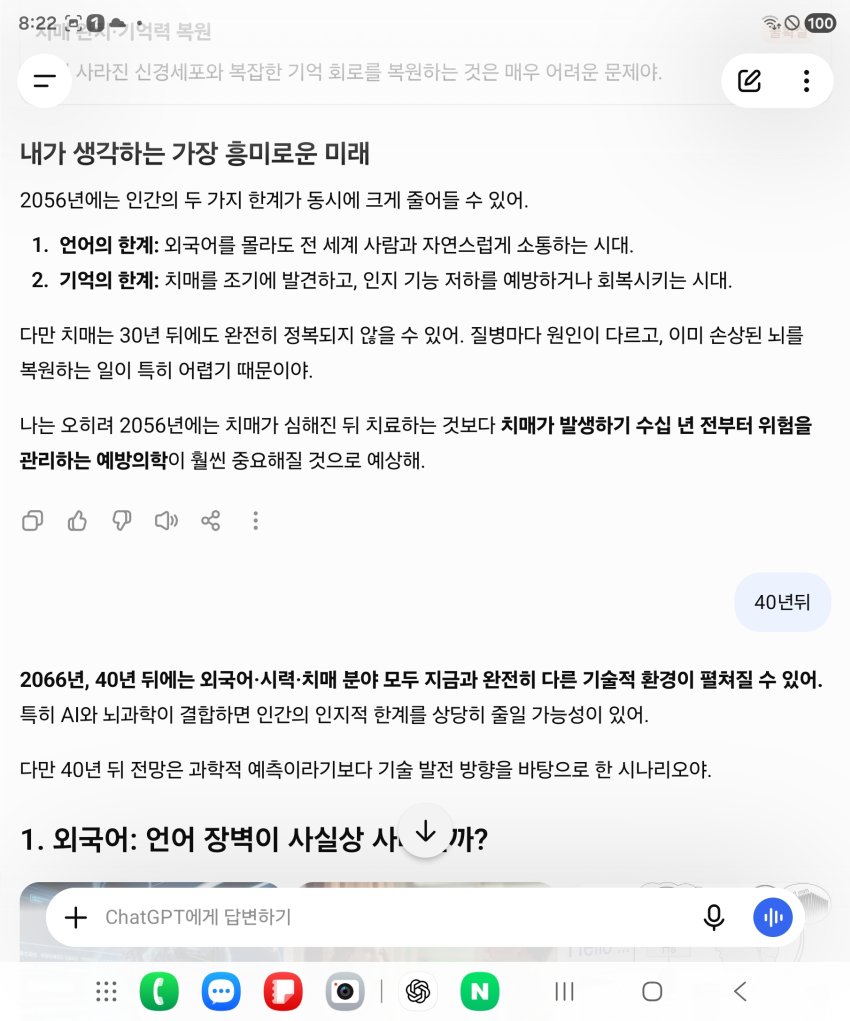 8:22
1
100
치매 완치·기억력 복원
사라진 신경세포와 복잡한 기억 회로를 복원하는 것은 매우 어려운 문제야.
내가 생각하는 가장 흥미로운 미래
2056년에는 인간의 두 가지 한계가 동시에 크게 줄어들 수 있어.
1. 언어의 한계: 외국어를 몰라도 전 세계 사람과 자연스럽게 소통하는 시대.
2. 기억의 한계: 치매를 조기에 발견하고, 인지 기능 저하를 예방하거나 회복시키는 시대.
다만 치매는 30년 뒤에도 완전히 정복되지 않을 수 있어. 질병마다 원인이 다르고, 이미 손상된 뇌를
복원하는 일이 특히 어렵기 때문이야.
나는 오히려 2056년에는 치매가 심해진 뒤 치료하는 것보다 치매가 발생하기 수십 년 전부터 위험을
관리하는 예방의학이 훨씬 중요해질 것으로 예상해.
40년뒤
2066년, 40년 뒤에는 외국어·시력·치매 분야 모두 지금과 완전히 다른 기술적 환경이 펼쳐질 수 있어.
특히 AI와 뇌과학이 결합하면 인간의 인지적 한계를 상당히 줄일 가능성이 있어.
다만 40년 뒤 전망은 과학적 예측이라기보다 기술 발전 방향을 바탕으로 한 시나리오야.
1. 외국어: 언어 장벽이 사실상 사 까?
Hello ...
ChatGPT에게 답변하기
N